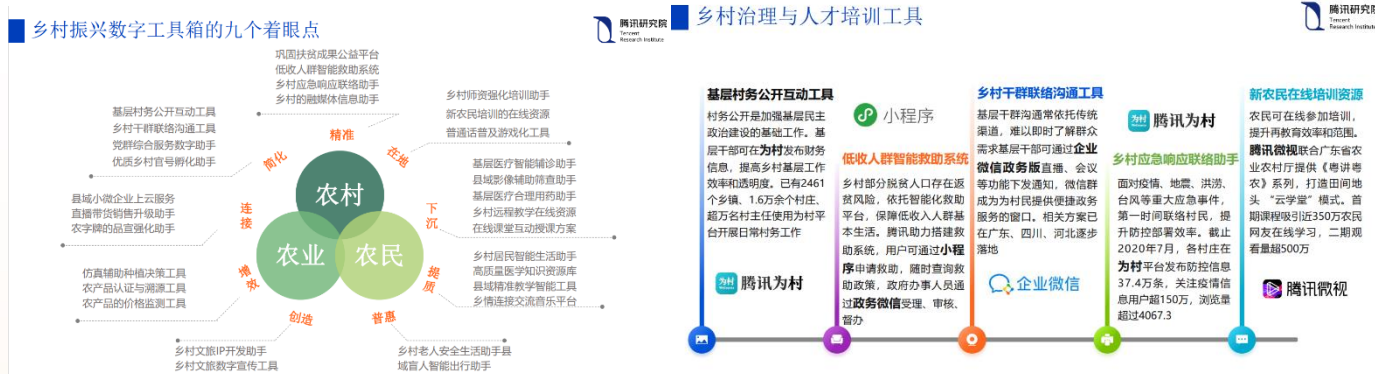 乡村振兴数字工具箱的九个着眼点
腾讯研究院
Tencent
Research Institute
巩固扶贫成果公益平台
低收人群智能救助系统
乡村应急响应联络助手
乡村的融媒体信息助手
精准
基层村务公开互动工具
乡村干群联络沟通工具
党群综合服务数字助手
优质乡村官号孵化助手
简化
乡村师资强化培训助手
新农民培训的在线资源
普通话普及游戏化工具
在地
县域小微企业上云服务
直播带货销售升级助手
农字牌的品宣强化助手
连接
基层医疗智能辅诊助手
县域影像辅助筛查助手
基层医疗合理用药助手
乡村远程教学在线资源
在线课堂互动授课方案
下沉
农村
农业
农民
仿真辅助种植决策工具
农产品认证与溯源工具
农产品的价格监测工具
增效
乡村居民智能生活助手
高质量医学知识资源库
县域精准教学智能工具
乡情连接交流音乐平台
提质
乡村文旅IP开发助手
乡村文旅数字宣传工具
创造
乡村老人安全生活助手县
域盲人智能出行助手
普惠
乡村治理与人才培训工具
腾讯研究院
Tencent
Research Institute
基层村务公开互动工具
村务公开是加强基层民主
政治建设的基础工作。基
层干部可在为村发布财务
信息，提高乡村基层工作
效率和透明度。已有2461
个乡镇、1.6万余个村庄、
超万名村主任使用为村平
台开展日常村务工作
为村
腾讯为村
小程序
低收人群智能救助系统
乡村部分脱贫人口存在返
贫风险，依托智能化救助
平台，保障低收入人群基
本生活。腾讯助力搭建救
助系统，用户可通过小程
序申请救助，随时查询救
助政策，政府办事人员通
过政务微信受理、审核、
督办
乡村干群联络沟通工具
基层干群沟通常依托传统
渠道，难以即时了解群众
需求基层干部可通过企业
微信政务版直播、会议
等功能下发通知，微信群
成为为村民提供便捷政务
服务的窗口。相关方案已
在广东、四川、河北逐步
落地
企业微信
为村
腾讯为村
乡村应急响应联络助手
面对疫情、地震、洪涝、
台风等重大应急事件，
第一时间联络村民，提
升防控部署效率。截止
2020年7月，各村庄在
为村平台发布防控信息
37.4万条，关注疫情信
息用户超150万，浏览量
超过4067.3
新农民在线培训资源
农民可在线参加培训，
提升再教育效率和范围。
腾讯微视联合广东省农
业农村厅提供《粤讲粤
农》系列，打造田间地
头 “云学堂”模式。首
期课程吸引近350万农民
网友在线学习，二期观
看量超500万
腾讯微视